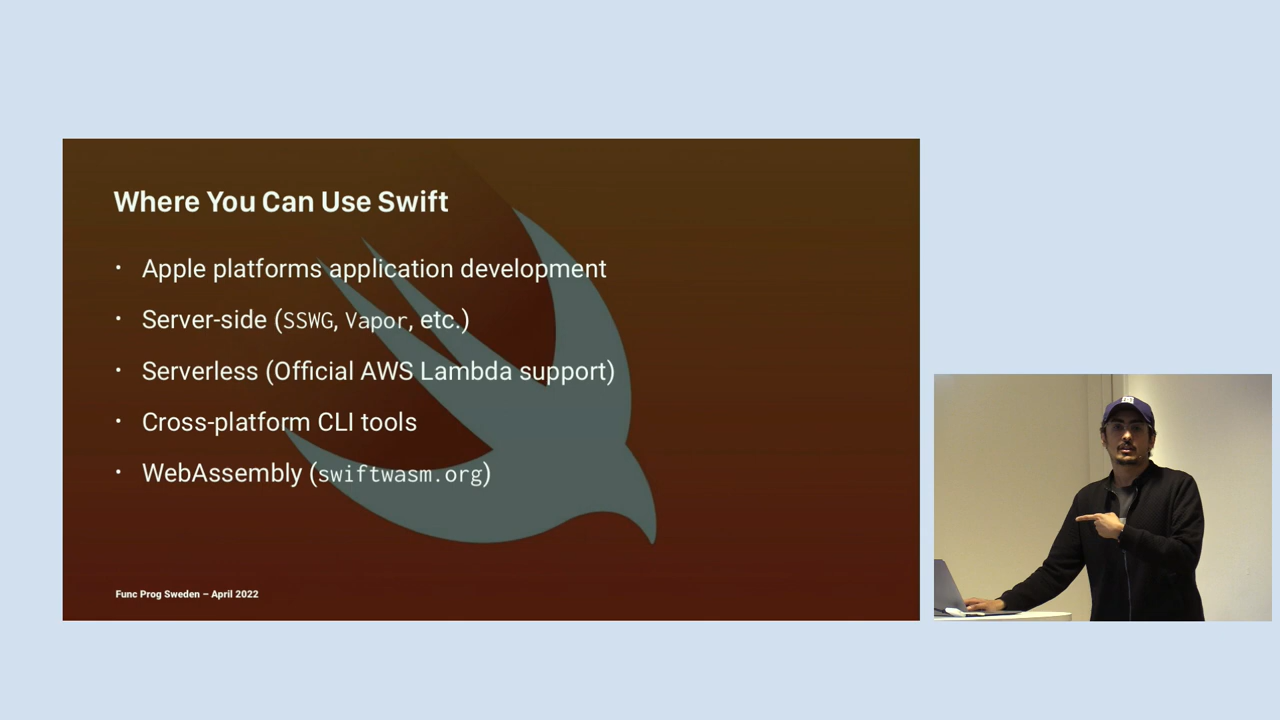 Where You Can Use Swift
• Apple platforms application development
• Server-side (SSWG, Vapor, etc.)
• Serverless (Official AWS Lambda support)
• Cross-platform CLI tools
• WebAssembly (swiftwasm.org)
Func Prog Sweden – April 2022